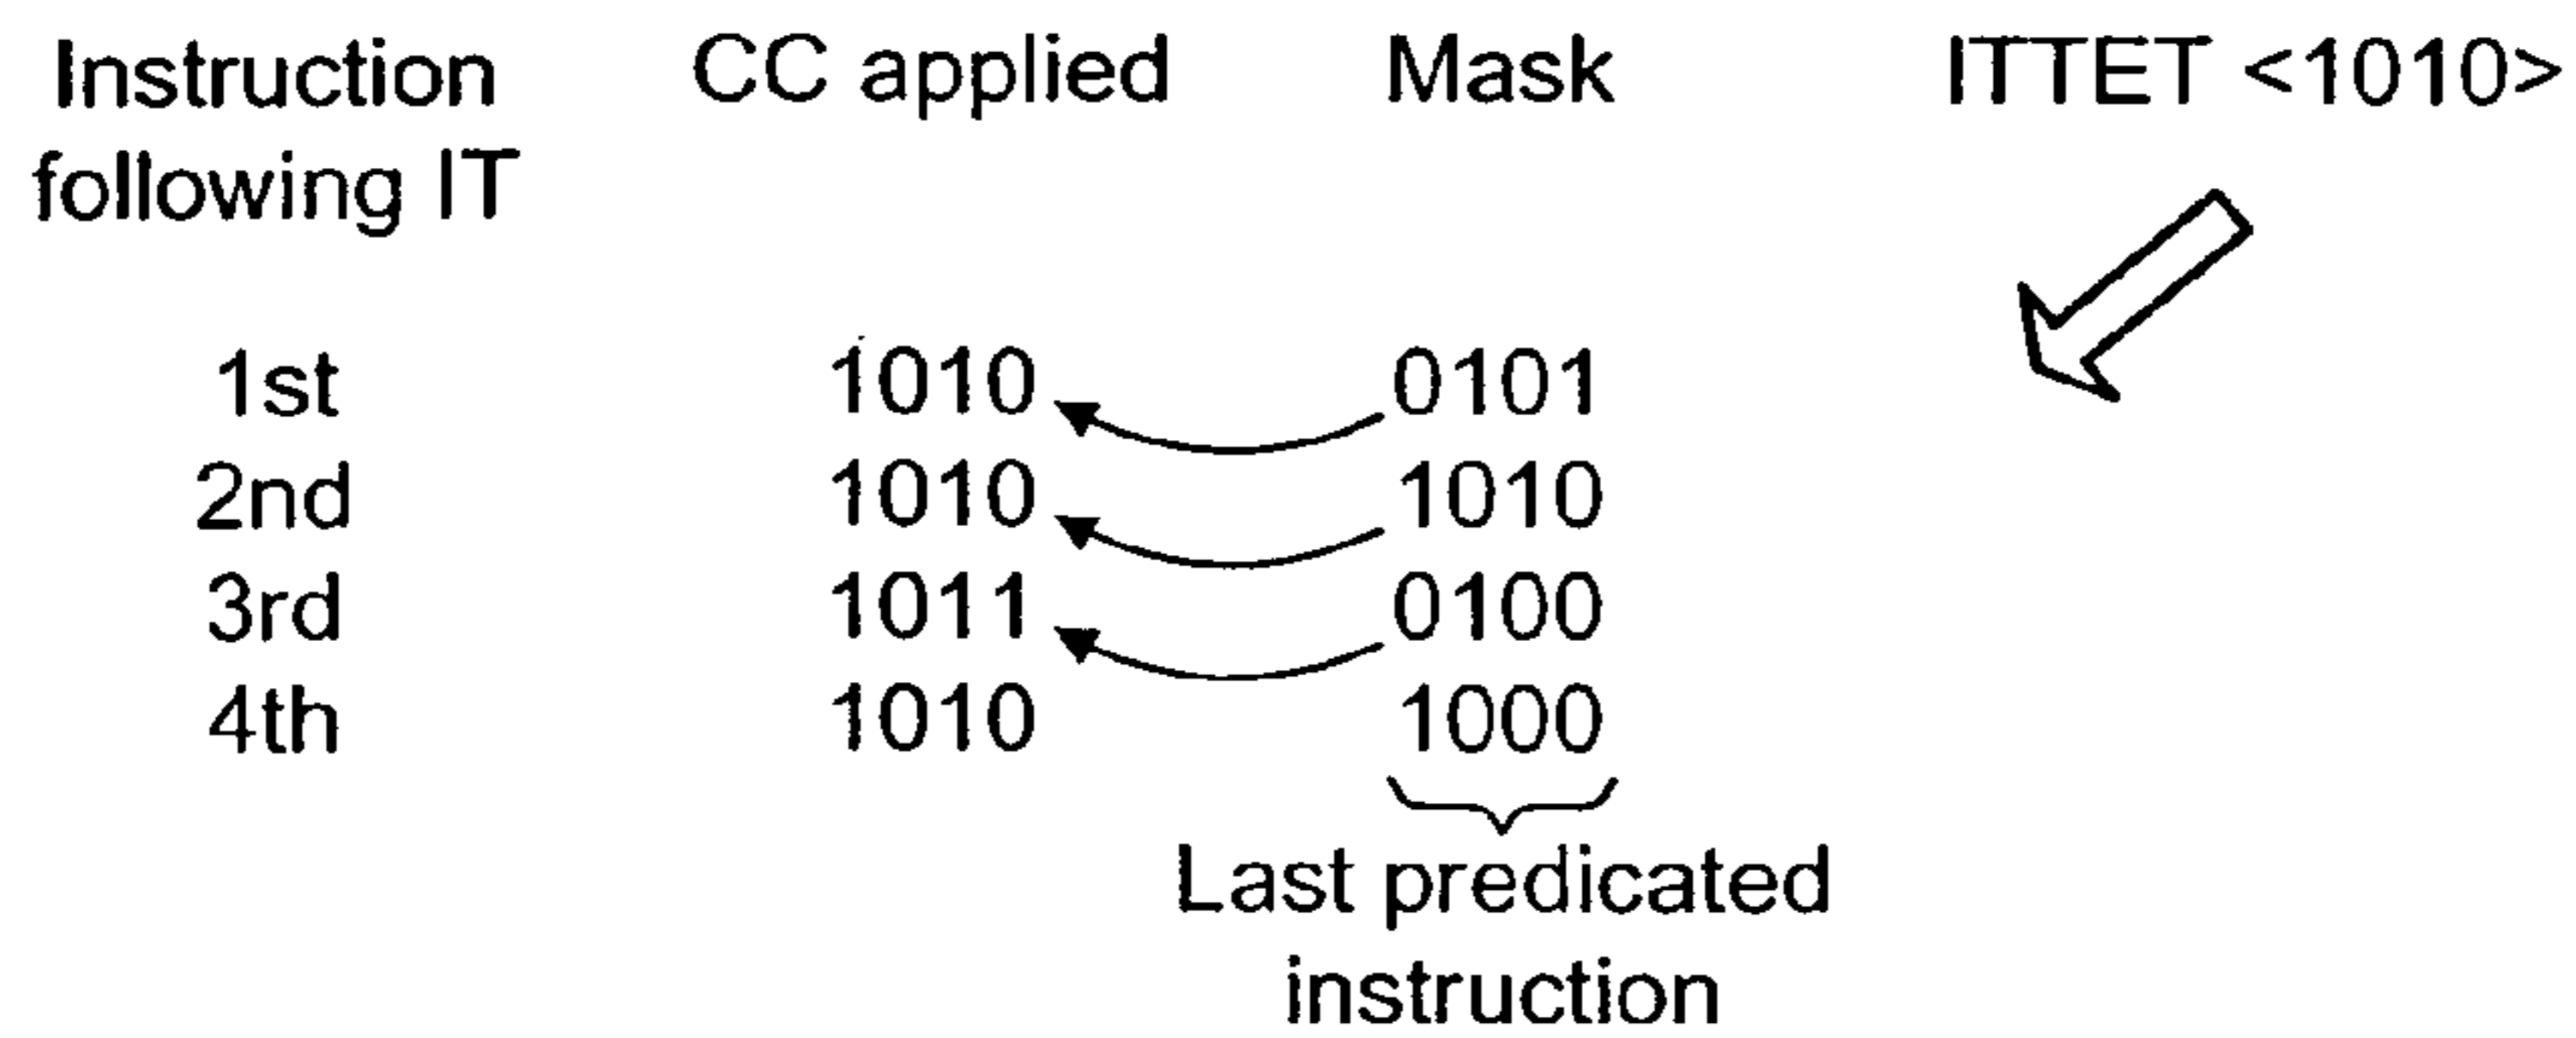 Instruction following IT CC applied Mask ITTET <1010>
1st 1010 0101
2nd 1010 1010
3rd 1011 0100
4th 1010 1000
Last predicated
instruction